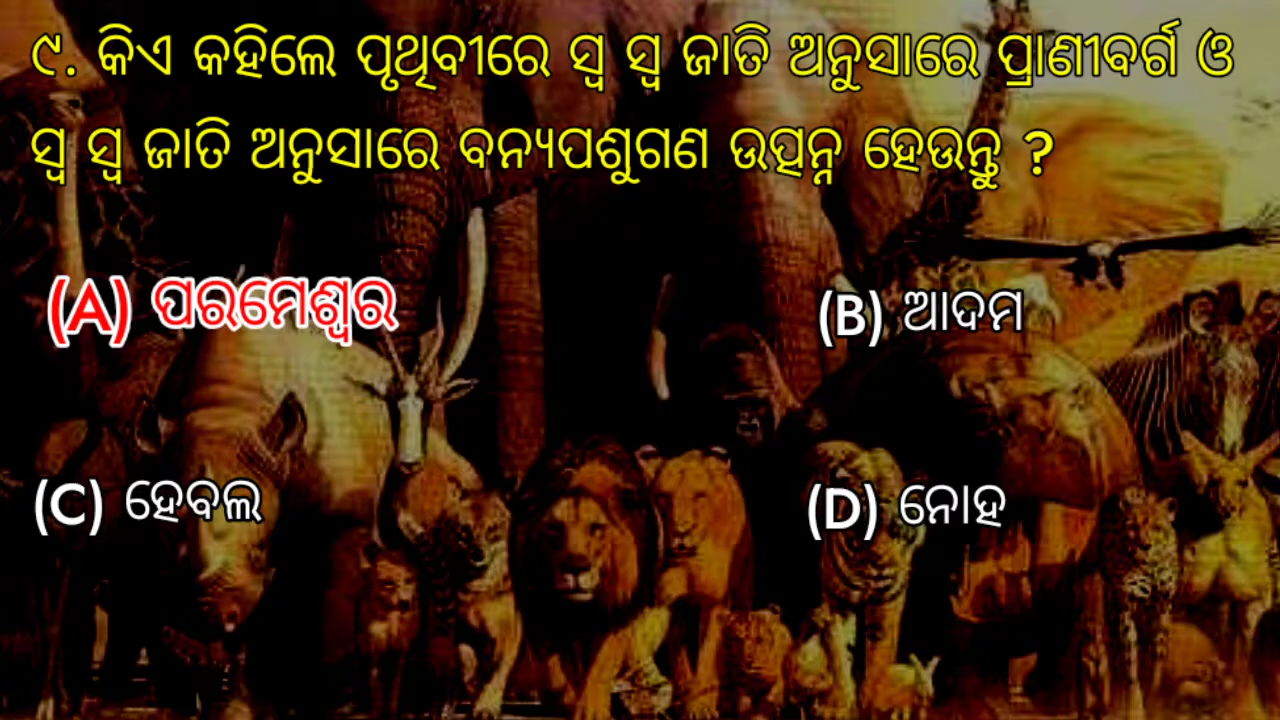 ୯. କିଏ କହିଲେ ପୃଥିବୀରେ ସ୍ୱ ସ୍ୱ ଜାତି ଅନୁସାରେ ପ୍ରାଣୀବର୍ଗ ଓ
ସ୍ୱ ସ୍ୱ ଜାତି ଅନୁସାରେ ବନ୍ୟପଶୁଗଣ ଉତ୍ପନ୍ନ ହେଉନ୍ତୁ ?
(A) ପରମେଶ୍ୱର
(B) ଆଦମ
(C) ହେବଲ
(D) ନୋହ